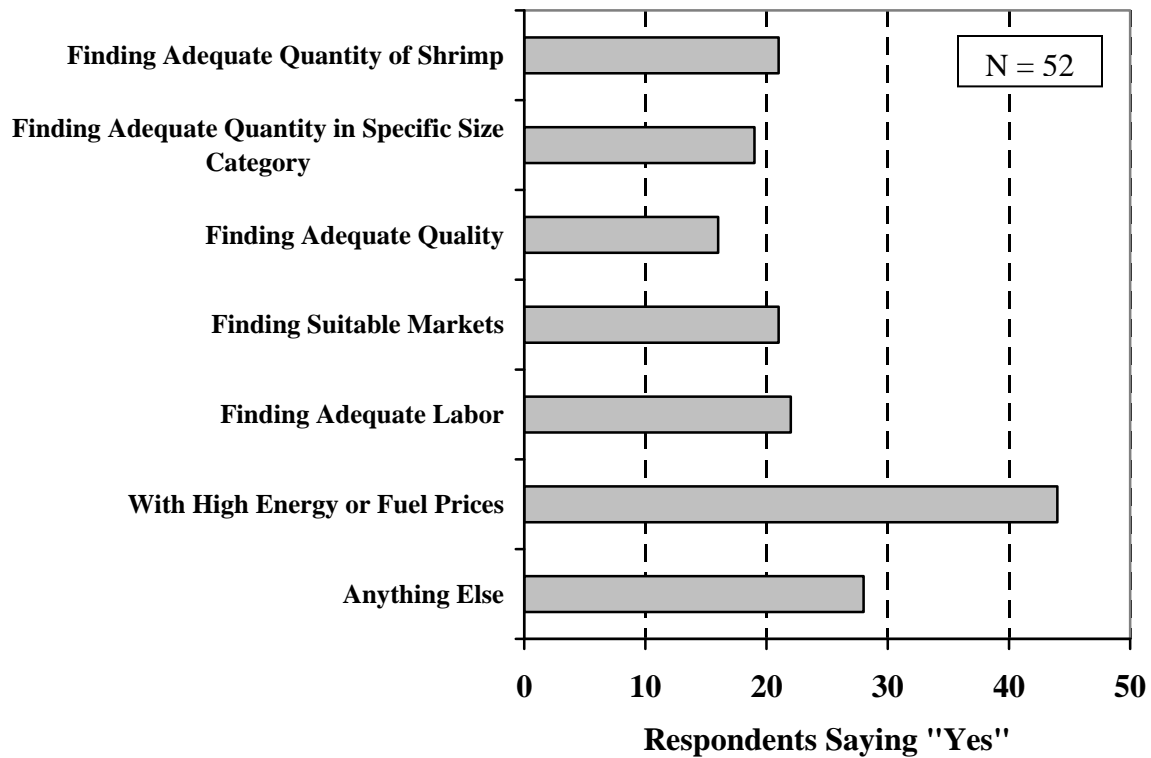 Finding Adequate Quantity of Shrimp
N = 52
Finding Adequate Quantity in Specific Size
Category
Finding Adequate Quality
Finding Suitable Markets
Finding Adequate Labor
With High Energy or Fuel Prices
Anything Else
0 10 20 30 40 50
Respondents Saying "Yes"